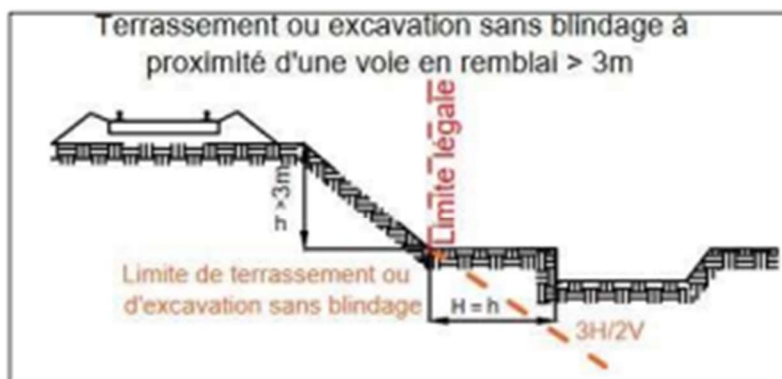 Terrassement ou excavation sans blindage à
proximité d'une voie en remblai > 3m
Limite légale
h >3m
Limite de terrassement ou
d'excavation sans blindage
H = h
3H/2V